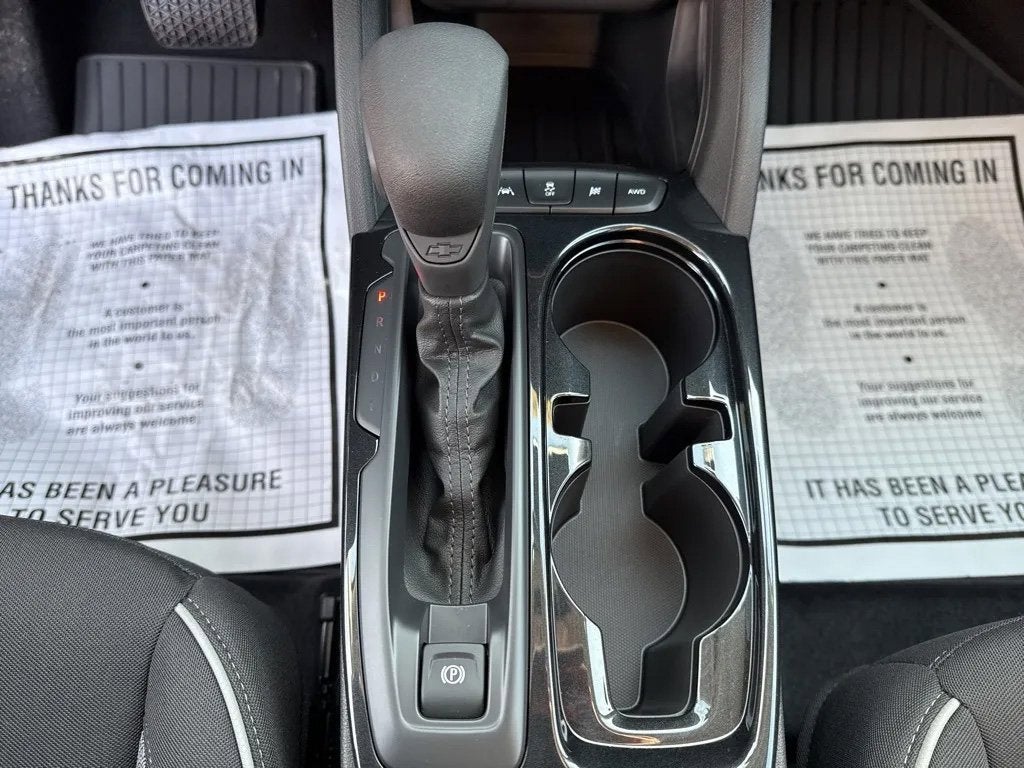 THANKS FOR COMING IN
WE HAVE TRIED TO KEEP
YOUR CARPETING CLEAN
WITH THIS PAPER MAT
A customer is
the most important person
in the world to us.
Your suggestions for
improving our service
are always welcome.
AS BEEN A PLEASURE
TO SERVE YOU
OFF
AWD
P
R
N
D
L
P
NKS FOR COMING IN
WE HAVE TRIED TO KEEP
YOUR CARPETING CLEAN
WITH THIS PAPER MAT
A customer is
the most important person
in the world to us.
Your suggestions for
improving our service
are always welcome.
IT HAS BEEN A PLEA
TO SERVE YO